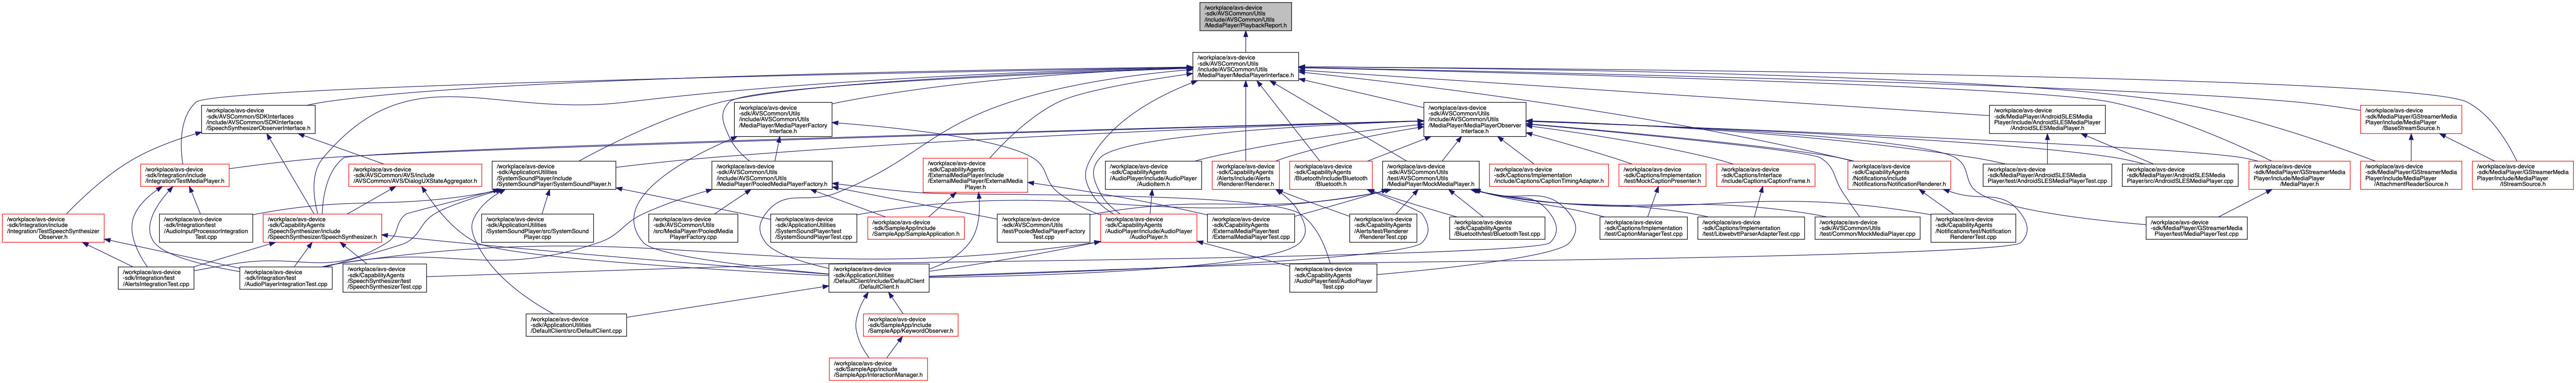 /workplace/avs-device
-sdk/AVSCommon/Utils
/include/AVSCommon/Utils
/MediaPlayer/PlaybackReport.h
/workplace/avs-device
-sdk/AVSCommon/Utils
/include/AVSCommon/Utils
/MediaPlayer/MediaPlayerInterface.h
/workplace/avs-device
-sdk/AVSCommon/SDKInterfaces
/include/AVSCommon/SDKInterfaces
/SpeechSynthesizerObserverInterface.h
/workplace/avs-device
-sdk/AVSCommon/Utils
/include/AVSCommon/Utils
/MediaPlayer/MediaPlayerFactory
Interface.h
/workplace/avs-device
-sdk/AVSCommon/Utils
/include/AVSCommon/Utils
/MediaPlayer/MediaPlayerObserver
Interface.h
/workplace/avs-device
-sdk/MediaPlayer/AndroidSLESMedia
Player/include/AndroidSLESMediaPlayer
/AndroidSLESMediaPlayer.h
/workplace/avs-device
-sdk/MediaPlayer/GStreamerMedia
Player/include/MediaPlayer
/BaseStreamSource.h
/workplace/avs-device
-sdk/Integration/include
/Integration/TestMediaPlayer.h
/workplace/avs-device
-sdk/AVSCommon/AVS/include
/AVSCommon/AVS/DialogUXStateAggregator.h
/workplace/avs-device
-sdk/ApplicationUtilities
/SystemSoundPlayer/include
/SystemSoundPlayer/SystemSoundPlayer.h
/workplace/avs-device
-sdk/AVSCommon/Utils
/include/AVSCommon/Utils
/MediaPlayer/PooledMediaPlayerFactory.h
/workplace/avs-device
-sdk/CapabilityAgents
/ExternalMediaPlayer/include
/ExternalMediaPlayer/ExternalMedia
Player.h
/workplace/avs-device
-sdk/CapabilityAgents
/AudioPlayer/include/AudioPlayer
/AudioItem.h
/workplace/avs-device
-sdk/CapabilityAgents
/Alerts/include/Alerts
/Renderer/Renderer.h
/workplace/avs-device
-sdk/CapabilityAgents
/Bluetooth/include/Bluetooth
/Bluetooth.h
/workplace/avs-device
-sdk/AVSCommon/Utils
/test/AVSCommon/Utils
/MediaPlayer/MockMediaPlayer.h
/workplace/avs-device
-sdk/Captions/Implementation
/include/Captions/CaptionTimingAdapter.h
/workplace/avs-device
-sdk/Captions/Implementation
/test/MockCaptionPresenter.h
/workplace/avs-device
-sdk/Captions/Interface
/include/Captions/CaptionFrame.h
/workplace/avs-device
-sdk/CapabilityAgents
/Notifications/include
/Notifications/NotificationRenderer.h
/workplace/avs-device
-sdk/MediaPlayer/AndroidSLESMedia
Player/test/AndroidSLESMediaPlayerTest.cpp
/workplace/avs-device
-sdk/MediaPlayer/AndroidSLESMedia
Player/src/AndroidSLESMediaPlayer.cpp
/workplace/avs-device
-sdk/MediaPlayer/GStreamerMedia
Player/include/MediaPlayer
/MediaPlayer.h
/workplace/avs-device
-sdk/MediaPlayer/GStreamerMedia
Player/include/MediaPlayer
/AttachmentReaderSource.h
/workplace/avs-device
-sdk/MediaPlayer/GStreamerMedia
Player/include/MediaPlayer
/IStreamSource.h
/workplace/avs-device
-sdk/Integration/include
/Integration/TestSpeechSynthesizer
Observer.h
/workplace/avs-device
-sdk/Integration/test
/AudioInputProcessorIntegration
Test.cpp
/workplace/avs-device
-sdk/CapabilityAgents
/SpeechSynthesizer/include
/SpeechSynthesizer/SpeechSynthesizer.h
/workplace/avs-device
-sdk/ApplicationUtilities
/SystemSoundPlayer/src/SystemSound
Player.cpp
/workplace/avs-device
-sdk/AVSCommon/Utils
/src/MediaPlayer/PooledMedia
PlayerFactory.cpp
/workplace/avs-device
-sdk/ApplicationUtilities
/SystemSoundPlayer/test
/SystemSoundPlayerTest.cpp
/workplace/avs-device
-sdk/SampleApp/include
/SampleApp/SampleApplication.h
/workplace/avs-device
-sdk/AVSCommon/Utils
/test/PooledMediaPlayerFactory
Test.cpp
/workplace/avs-device
-sdk/CapabilityAgents
/AudioPlayer/include/AudioPlayer
/AudioPlayer.h
/workplace/avs-device
-sdk/CapabilityAgents
/ExternalMediaPlayer/test
/ExternalMediaPlayerTest.cpp
/workplace/avs-device
-sdk/CapabilityAgents
/Alerts/test/Renderer
/RendererTest.cpp
/workplace/avs-device
-sdk/CapabilityAgents
/Bluetooth/test/BluetoothTest.cpp
/workplace/avs-device
-sdk/Captions/Implementation
/test/CaptionManagerTest.cpp
/workplace/avs-device
-sdk/Captions/Implementation
/test/LibwebvttParserAdapterTest.cpp
/workplace/avs-device
-sdk/AVSCommon/Utils
/test/Common/MockMediaPlayer.cpp
/workplace/avs-device
-sdk/CapabilityAgents
/Notifications/test/Notification
RendererTest.cpp
/workplace/avs-device
-sdk/MediaPlayer/GStreamerMedia
Player/test/MediaPlayerTest.cpp
/workplace/avs-device
-sdk/Integration/test
/AlertsIntegrationTest.cpp
/workplace/avs-device
-sdk/Integration/test
/AudioPlayerIntegrationTest.cpp
/workplace/avs-device
-sdk/CapabilityAgents
/SpeechSynthesizer/test
/SpeechSynthesizerTest.cpp
/workplace/avs-device
-sdk/ApplicationUtilities
/DefaultClient/include/DefaultClient
/DefaultClient.h
/workplace/avs-device
-sdk/CapabilityAgents
/AudioPlayer/test/AudioPlayer
Test.cpp
/workplace/avs-device
-sdk/ApplicationUtilities
/DefaultClient/src/DefaultClient.cpp
/workplace/avs-device
-sdk/SampleApp/include
/SampleApp/KeywordObserver.h
/workplace/avs-device
-sdk/SampleApp/include
/SampleApp/InteractionManager.h